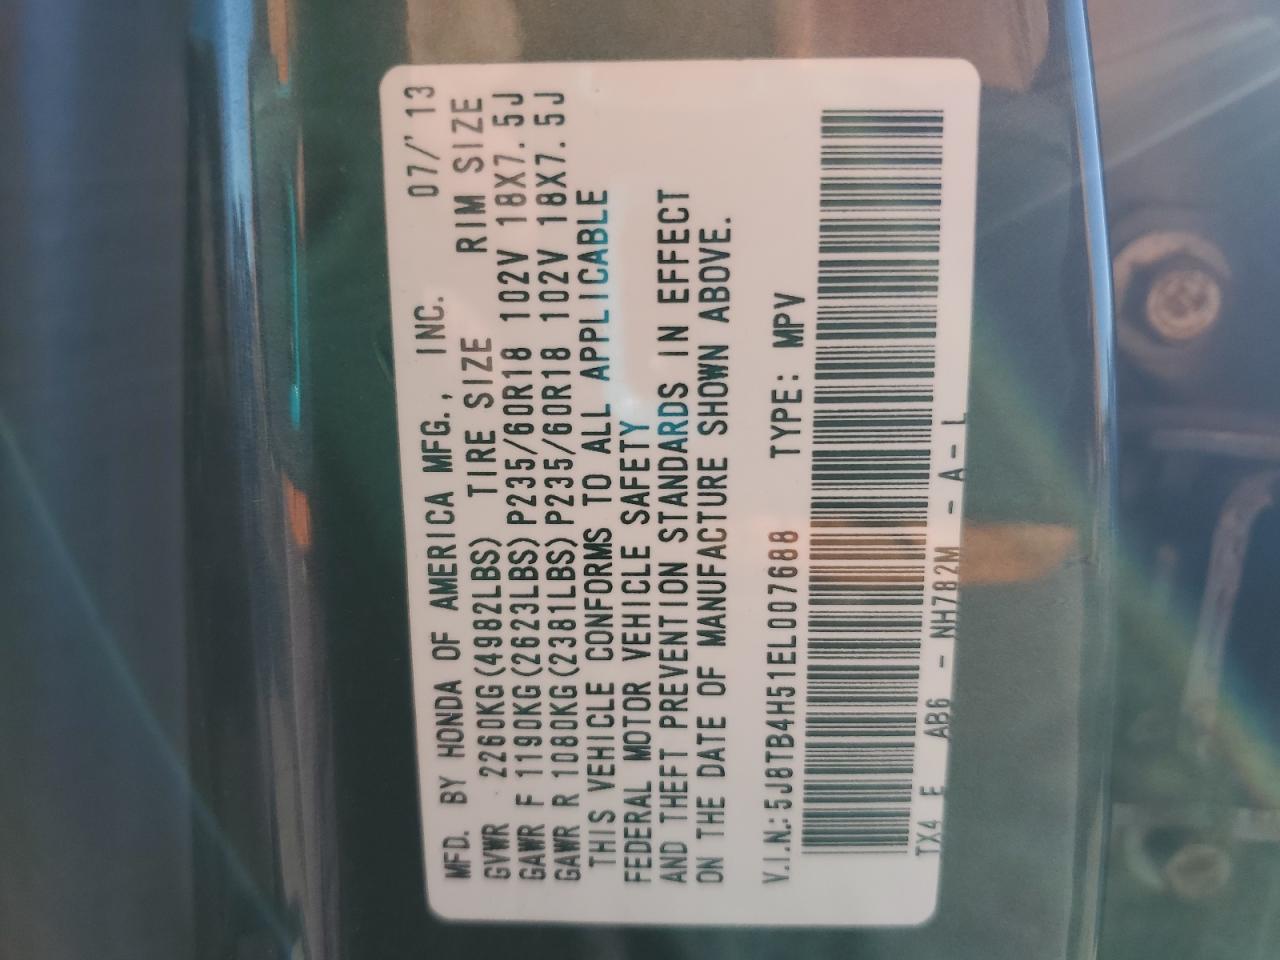 MFD. BY HONDA OF AMERICA MFG., INC. 07/'13
GVWR 2260KG(4982LBS) TIRE SIZE RIM SIZE
GAWR F 1190KG(2623LBS)P235/60R18 102V 18X7.5J
GAWR R 1080KG(2381LBS)P235/60R18 102V 18X7.5J
THIS VEHICLE CONFORMS TO ALL APPLICABLE
FEDERAL MOTOR VEHICLE SAFETY
AND THEFT PREVENTION STANDARDS IN EFFECT
ON THE DATE OF MANUFACTURE SHOWN ABOVE.
V.I.N.:5J8TB4H51EL007688 TYPE: MPV
TX4 E AB6 - NH782M - A-L